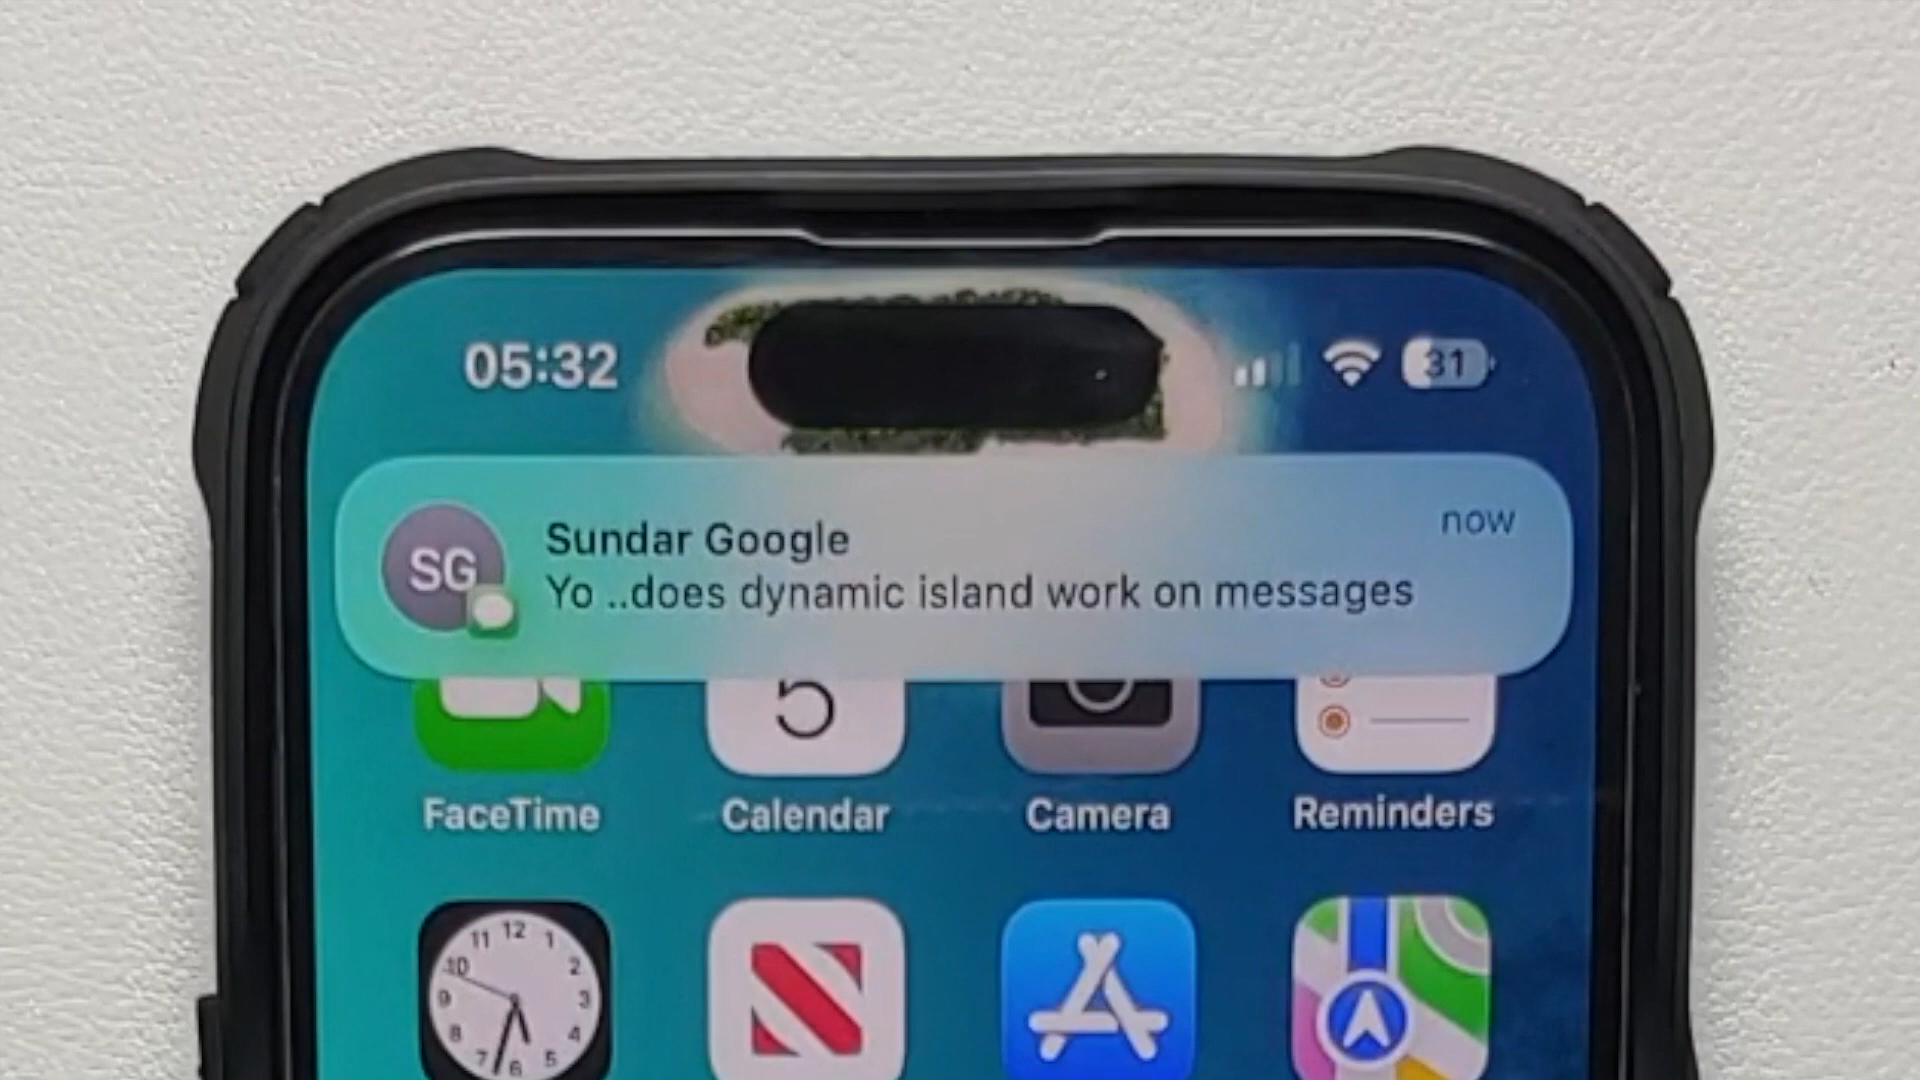 05:32
31
SG
Sundar Google
now
Yo ..does dynamic island work on messages
5
FaceTime
Calendar
Camera
Reminders
11 12 1
10 2
9 3
8 4
7 6 5